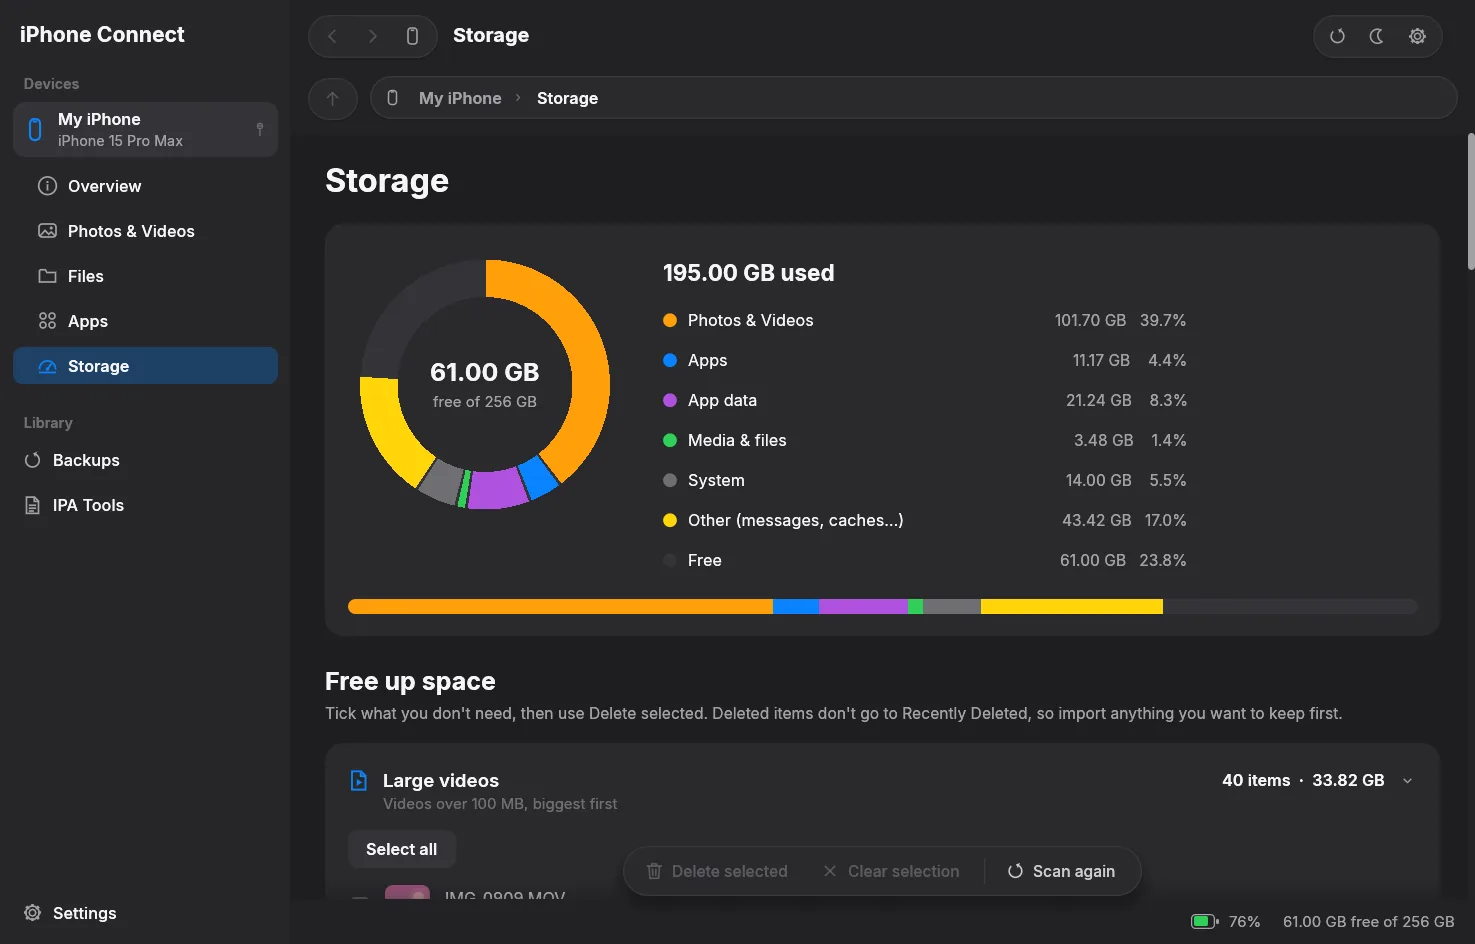 iPhone Connect
Devices
My iPhone
iPhone 15 Pro Max
Overview
Photos & Videos
Files
Apps
Storage
Library
Backups
IPA Tools
Settings
Storage
My iPhone › Storage
Storage
61.00 GB
free of 256 GB
195.00 GB used
Photos & Videos 101.70 GB 39.7%
Apps 11.17 GB 4.4%
App data 21.24 GB 8.3%
Media & files 3.48 GB 1.4%
System 14.00 GB 5.5%
Other (messages, caches...) 43.42 GB 17.0%
Free 61.00 GB 23.8%
Free up space
Tick what you don't need, then use Delete selected. Deleted items don't go to Recently Deleted, so import anything you want to keep first.
Large videos 40 items · 33.82 GB
Videos over 100 MB, biggest first
Select all
Delete selected Clear selection Scan again
IMG_0909.MOV
76% 61.00 GB free of 256 GB